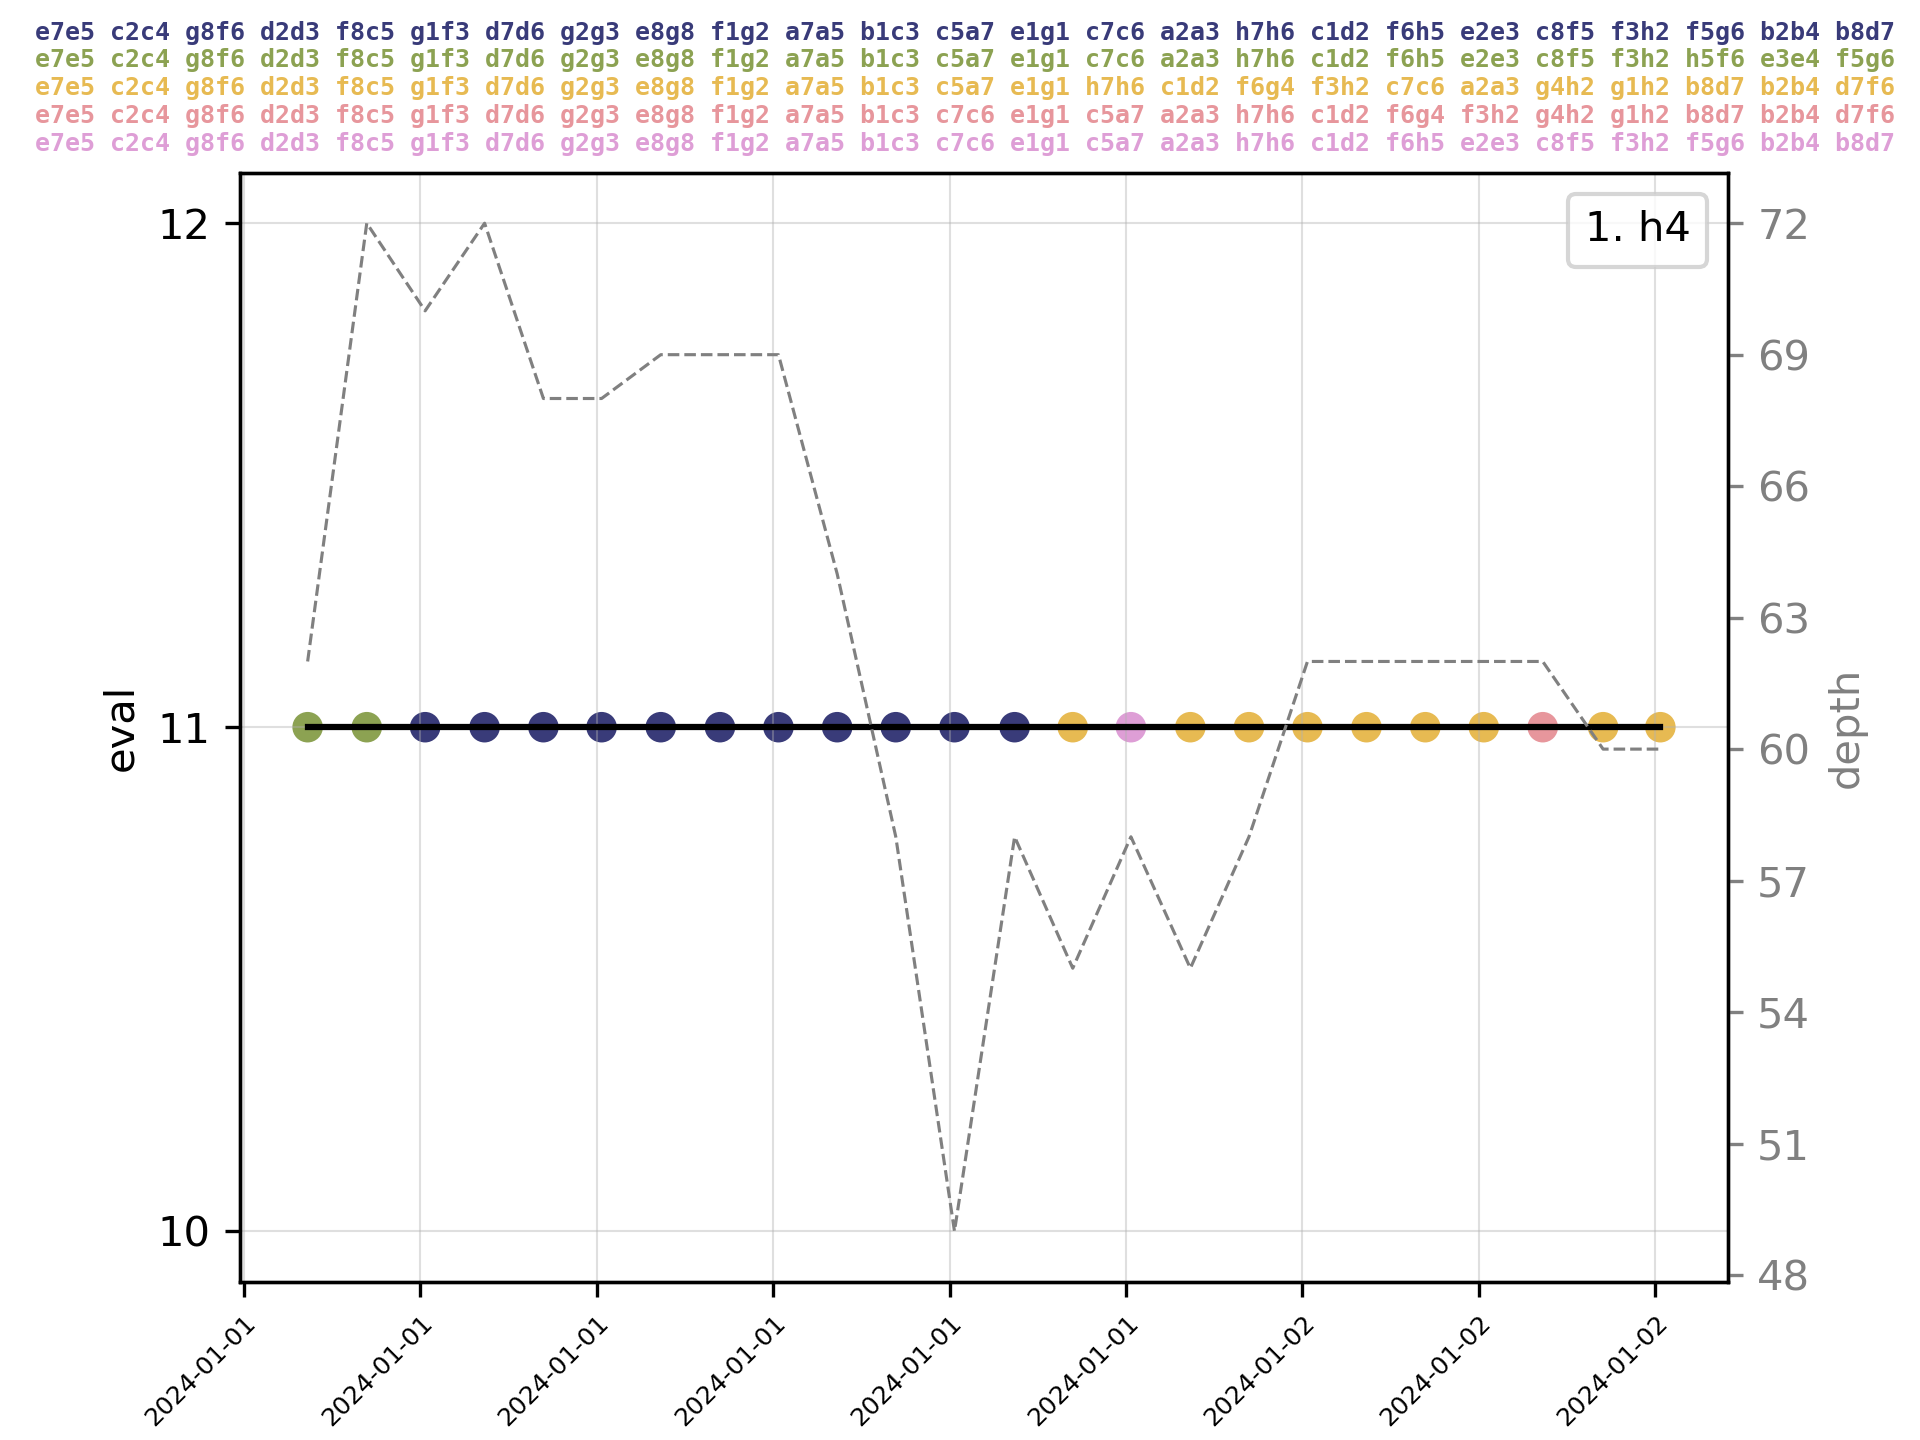 e7e5 c2c4 g8f6 d2d3 f8c5 g1f3 d7d6 g2g3 e8g8 f1g2 a7a5 b1c3 c5a7 e1g1 c7c6 a2a3 h7h6 c1d2 f6h5 e2e3 c8f5 f3h2 f5g6 b2b4 b8d7
e7e5 c2c4 g8f6 d2d3 f8c5 g1f3 d7d6 g2g3 e8g8 f1g2 a7a5 b1c3 c5a7 e1g1 c7c6 a2a3 h7h6 c1d2 f6h5 e2e3 c8f5 f3h2 h5f6 e3e4 f5g6
e7e5 c2c4 g8f6 d2d3 f8c5 g1f3 d7d6 g2g3 e8g8 f1g2 a7a5 b1c3 c5a7 e1g1 h7h6 c1d2 f6g4 f3h2 c7c6 a2a3 g4h2 g1h2 b8d7 b2b4 d7f6
e7e5 c2c4 g8f6 d2d3 f8c5 g1f3 d7d6 g2g3 e8g8 f1g2 a7a5 b1c3 c7c6 e1g1 c5a7 a2a3 h7h6 c1d2 f6g4 f3h2 g4h2 g1h2 b8d7 b2b4 d7f6
e7e5 c2c4 g8f6 d2d3 f8c5 g1f3 d7d6 g2g3 e8g8 f1g2 a7a5 b1c3 c7c6 e1g1 c5a7 a2a3 h7h6 c1d2 f6h5 e2e3 c8f5 f3h2 f5g6 b2b4 b8d7
1. h4
12
11
10
eval
72
69
66
63
60
57
54
51
48
depth
2024-01-01
2024-01-01
2024-01-01
2024-01-01
2024-01-01
2024-01-01
2024-01-02
2024-01-02
2024-01-02